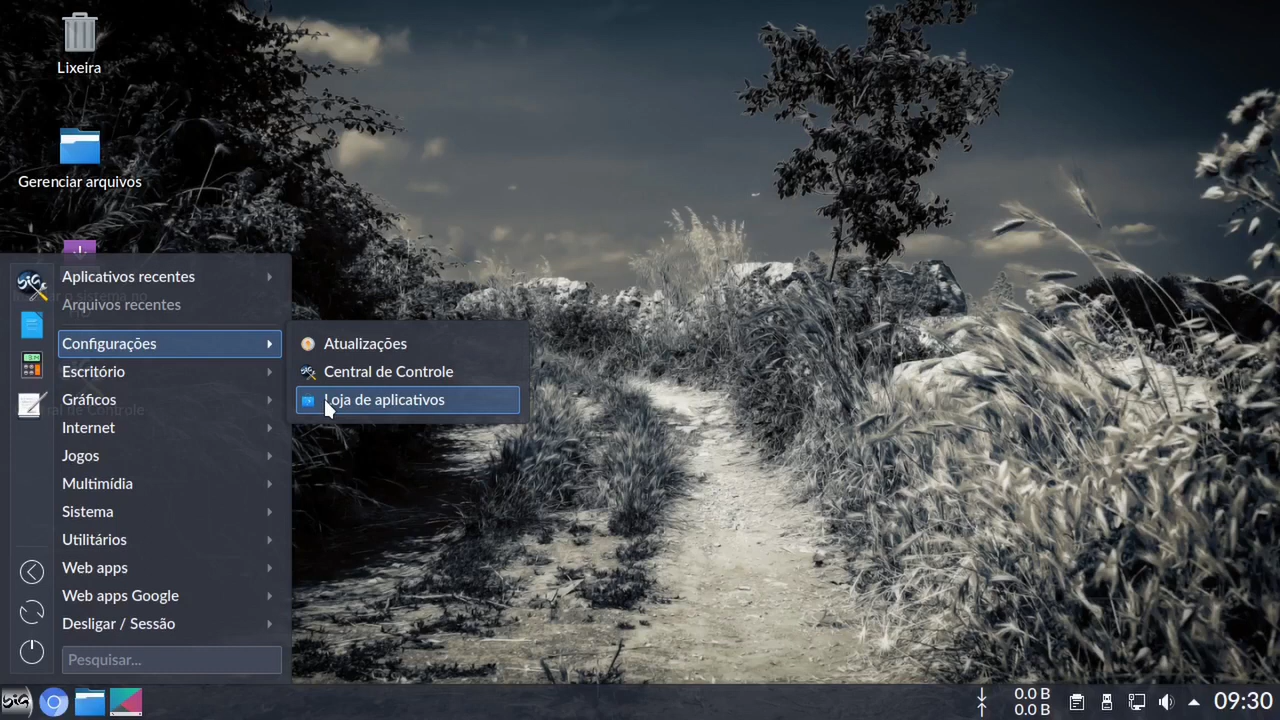 Lixeira
Gerenciar arquivos
Aplicativos recentes
Arquivos recentes
Configurações
Escritório
Gráficos
Internet
Jogos
Multimídia
Sistema
Utilitários
Web apps
Web apps Google
Desligar / Sessão
Pesquisar...
Atualizações
Central de Controle
Loja de aplicativos
0.0 B
0.0 B
09:30